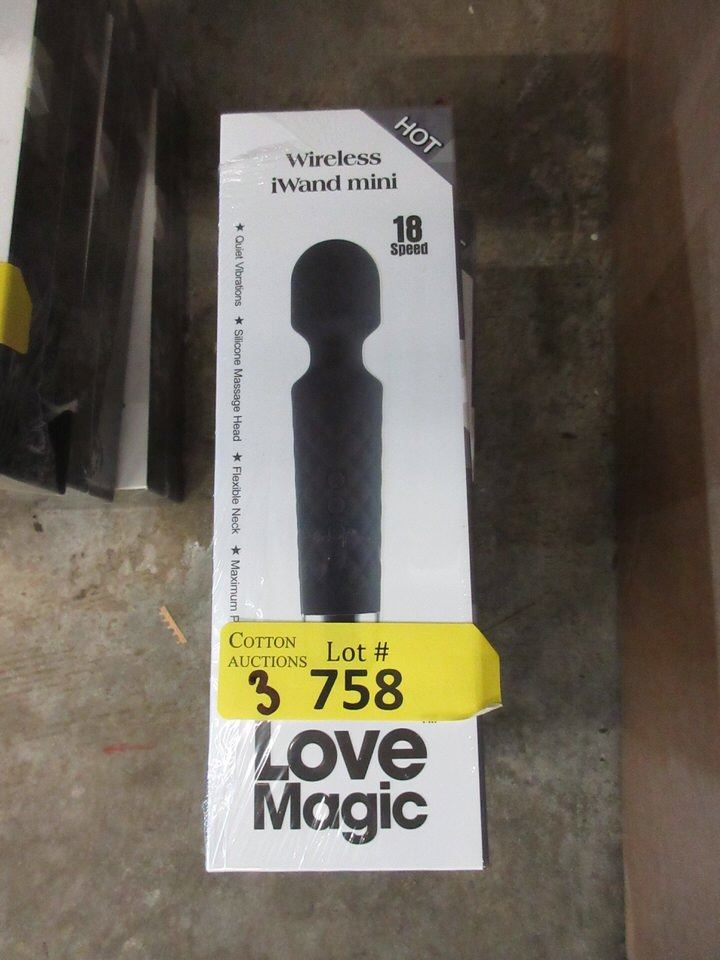 HOT
Wireless
iWand mini
18
Speed
★ Quiet Vibrations ★ Silicone Massage Head ★ Flexible Neck ★ Maximum
COTTON
AUCTIONS
Lot #
3 758
Love
Magic